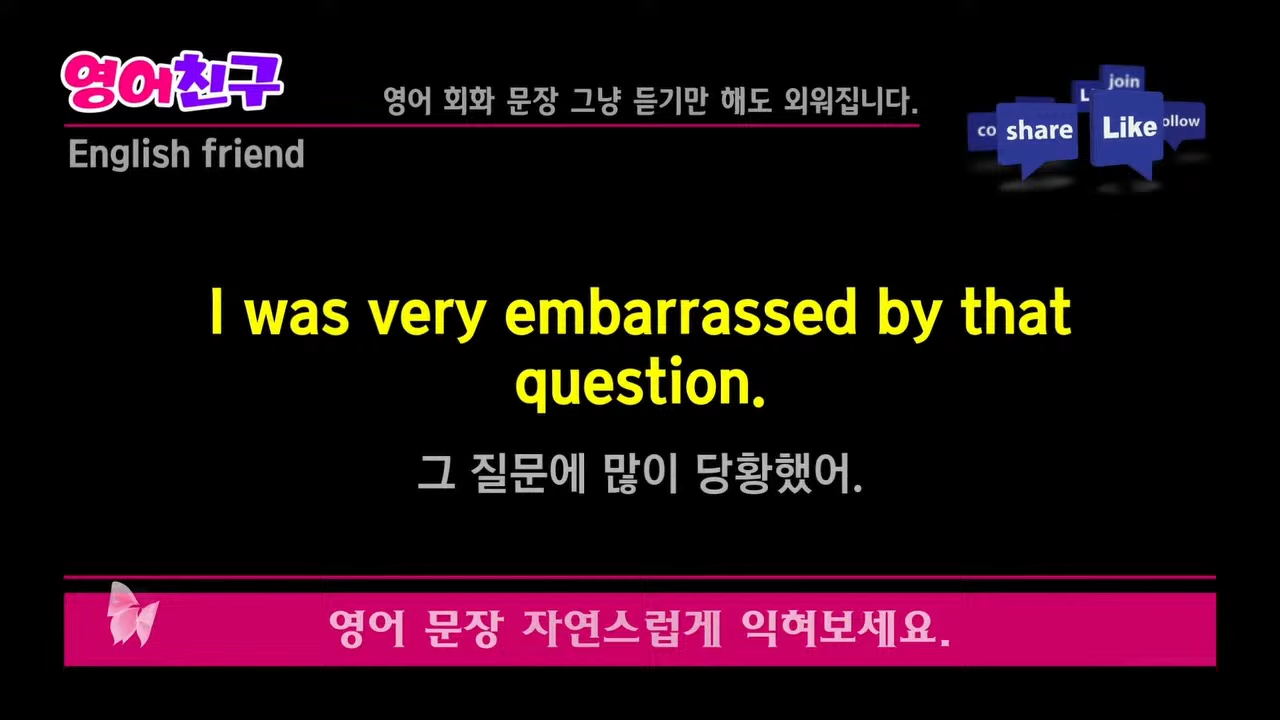 영어친구
영어 회화 문장 그냥 듣기만 해도 외워집니다.
English friend
join
share
Like
I was very embarrassed by that
question.
그 질문에 많이 당황했어.
영어 문장 자연스럽게 익혀보세요.